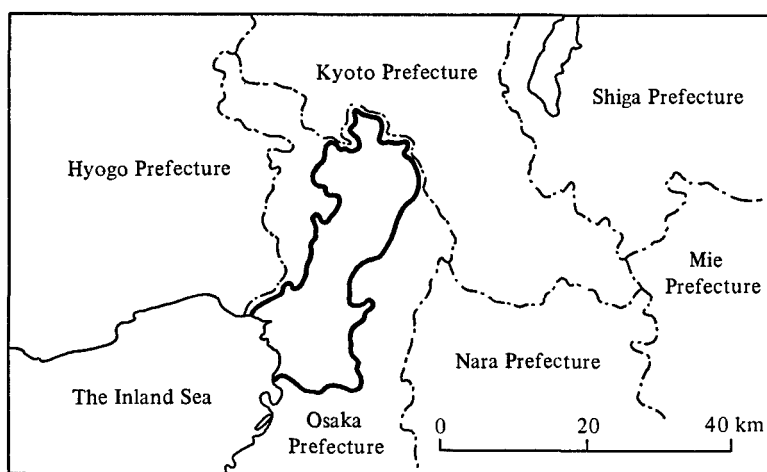 Kyoto Prefecture
Shiga Prefecture
Hyogo Prefecture
Mie
Prefecture
Nara Prefecture
The Inland Sea
Osaka
Prefecture
0 20 40 km